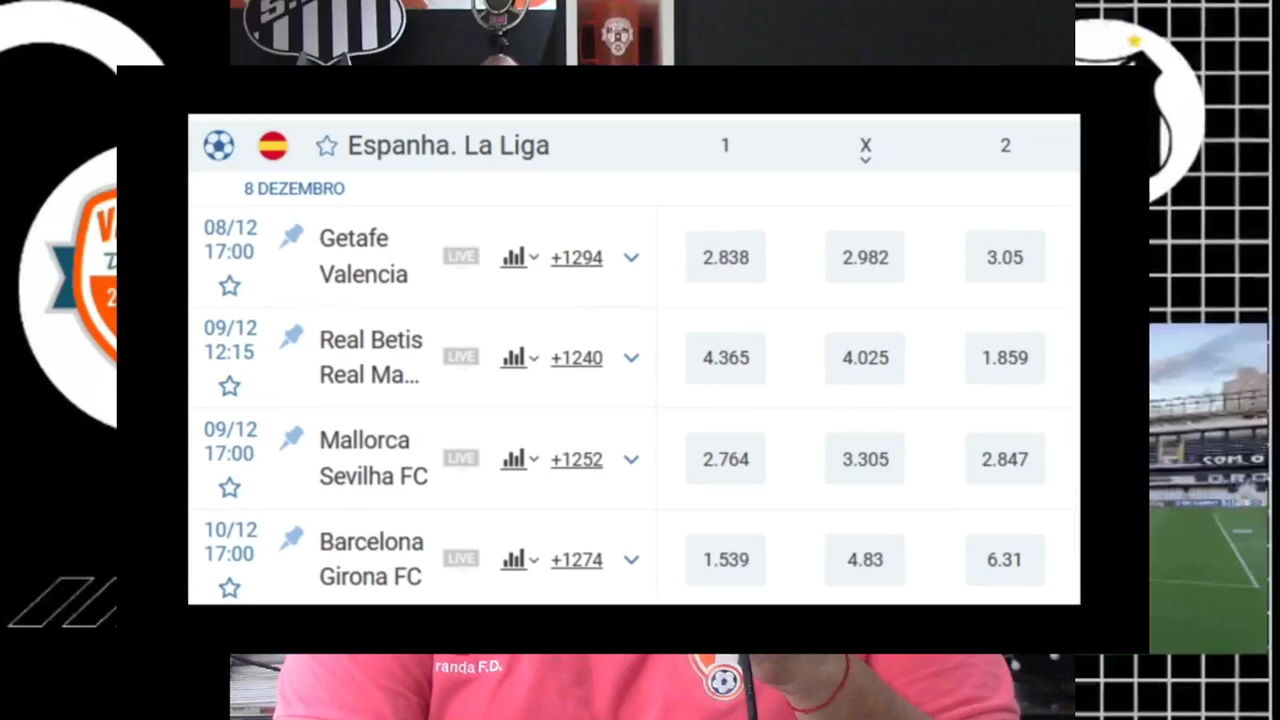 Espanha. La Liga
1
X
2
8 DEZEMBRO
08/12
17:00
Getafe
Valencia
LIVE
+1294
2.838
2.982
3.05
09/12
12:15
Real Betis
Real Ma...
LIVE
+1240
4.365
4.025
1.859
09/12
17:00
Mallorca
Sevilha FC
LIVE
+1252
2.764
3.305
2.847
10/12
17:00
Barcelona
Girona FC
LIVE
+1274
1.539
4.83
6.31
COM O
randa F.D.